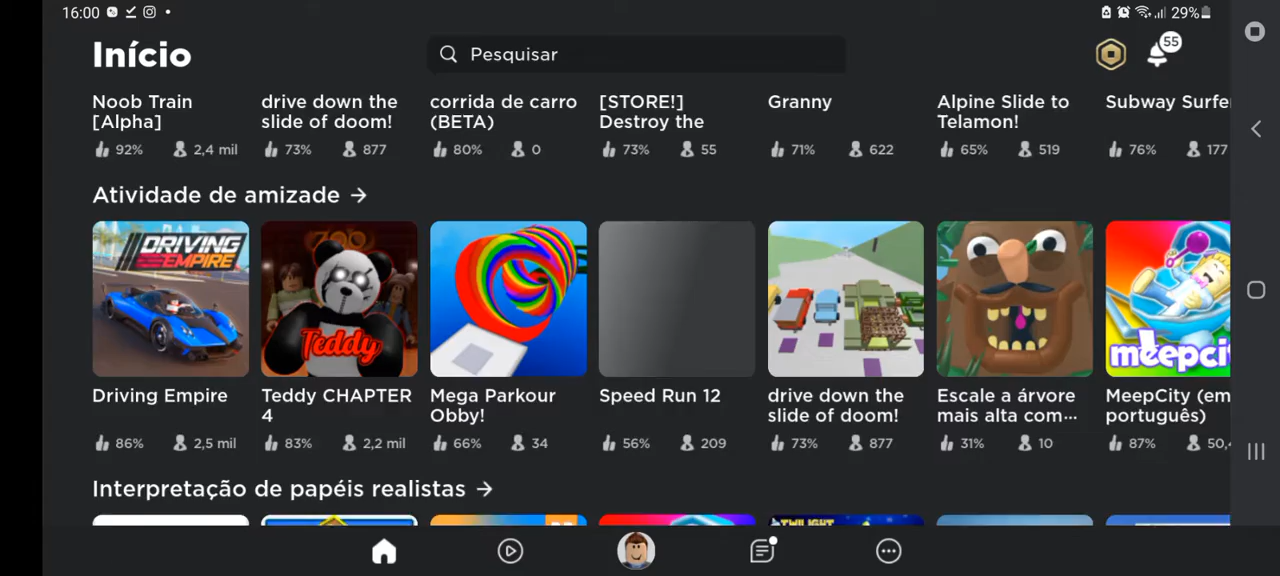 16:00
29%
Início
Pesquisar
55
Noob Train
[Alpha]
92% 2,4 mil
drive down the
slide of doom!
73% 877
corrida de carro
(BETA)
80% 0
[STORE!]
Destroy the
73% 55
Granny
71% 622
Alpine Slide to
Telamon!
65% 519
Subway Surfe
76% 177
Atividade de amizade →
DRIVING
EMPIRE
Teddy
meepci
Driving Empire
86% 2,5 mil
Teddy CHAPTER
4
83% 2,2 mil
Mega Parkour
Obby!
66% 34
Speed Run 12
56% 209
drive down the
slide of doom!
73% 877
Escale a árvore
mais alta com...
31% 10
MeepCity (em
português)
87% 50,4
Interpretação de papéis realistas →
TWILIGHT